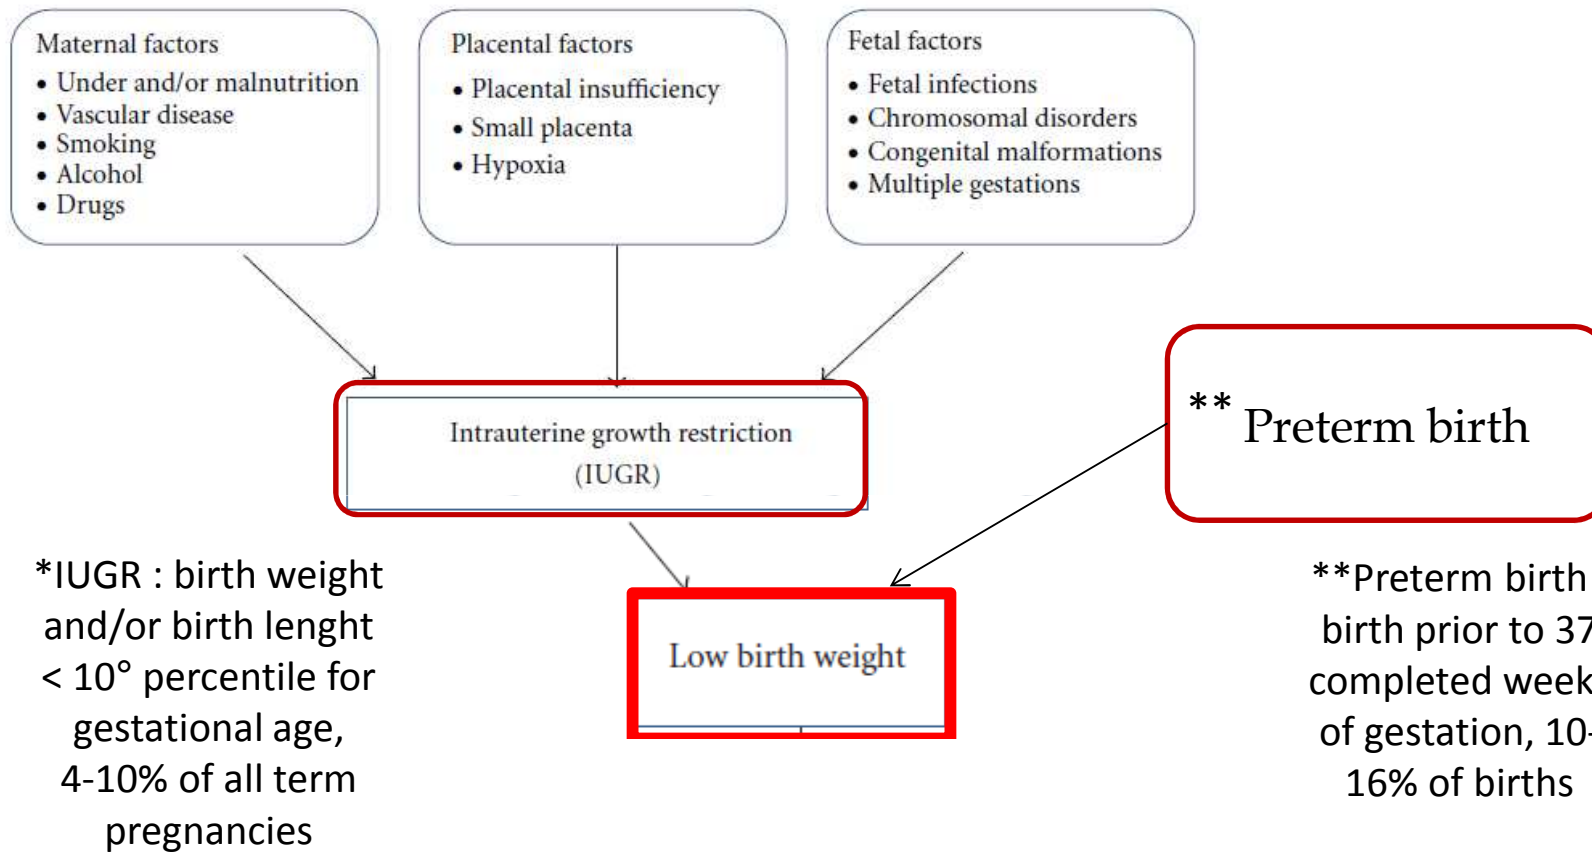 Maternal factors
• Under and/or malnutrition
• Vascular disease
• Smoking
• Alcohol
• Drugs
Placental factors
• Placental insufficiency
• Small placenta
• Hypoxia
Fetal factors
• Fetal infections
• Chromosomal disorders
• Congenital malformations
• Multiple gestations
Intrauterine growth restriction
(IUGR)
** Preterm birth
Low birth weight
*IUGR : birth weight
and/or birth lenght
< 10° percentile for
gestational age,
4-10% of all term
pregnancies
**Preterm birth
birth prior to 37
completed week
of gestation, 10-
16% of births